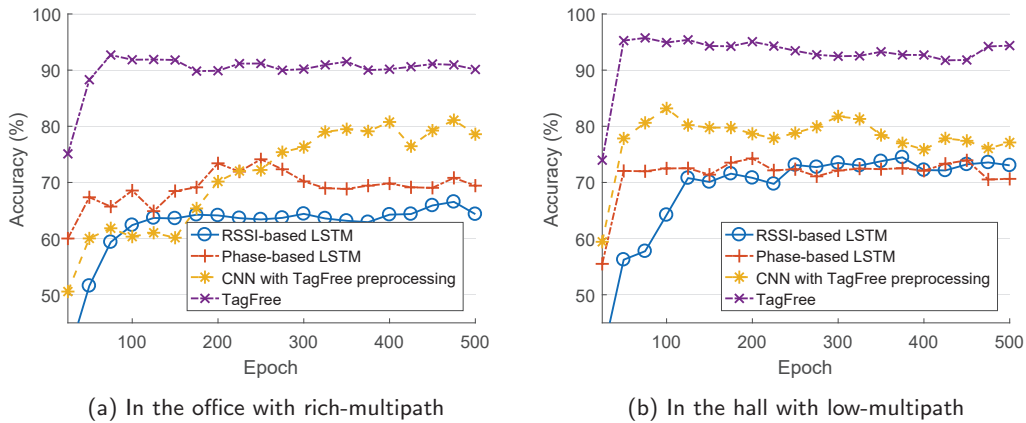 100
90
80
70
60
50
Accuracy (%)
100 200 300 400 500
Epoch
RSSI-based LSTM
Phase-based LSTM
CNN with TagFree preprocessing
TagFree
(a) In the office with rich-multipath
100
90
80
70
60
50
Accuracy (%)
100 200 300 400 500
Epoch
RSSI-based LSTM
Phase-based LSTM
CNN with TagFree preprocessing
TagFree
(b) In the hall with low-multipath